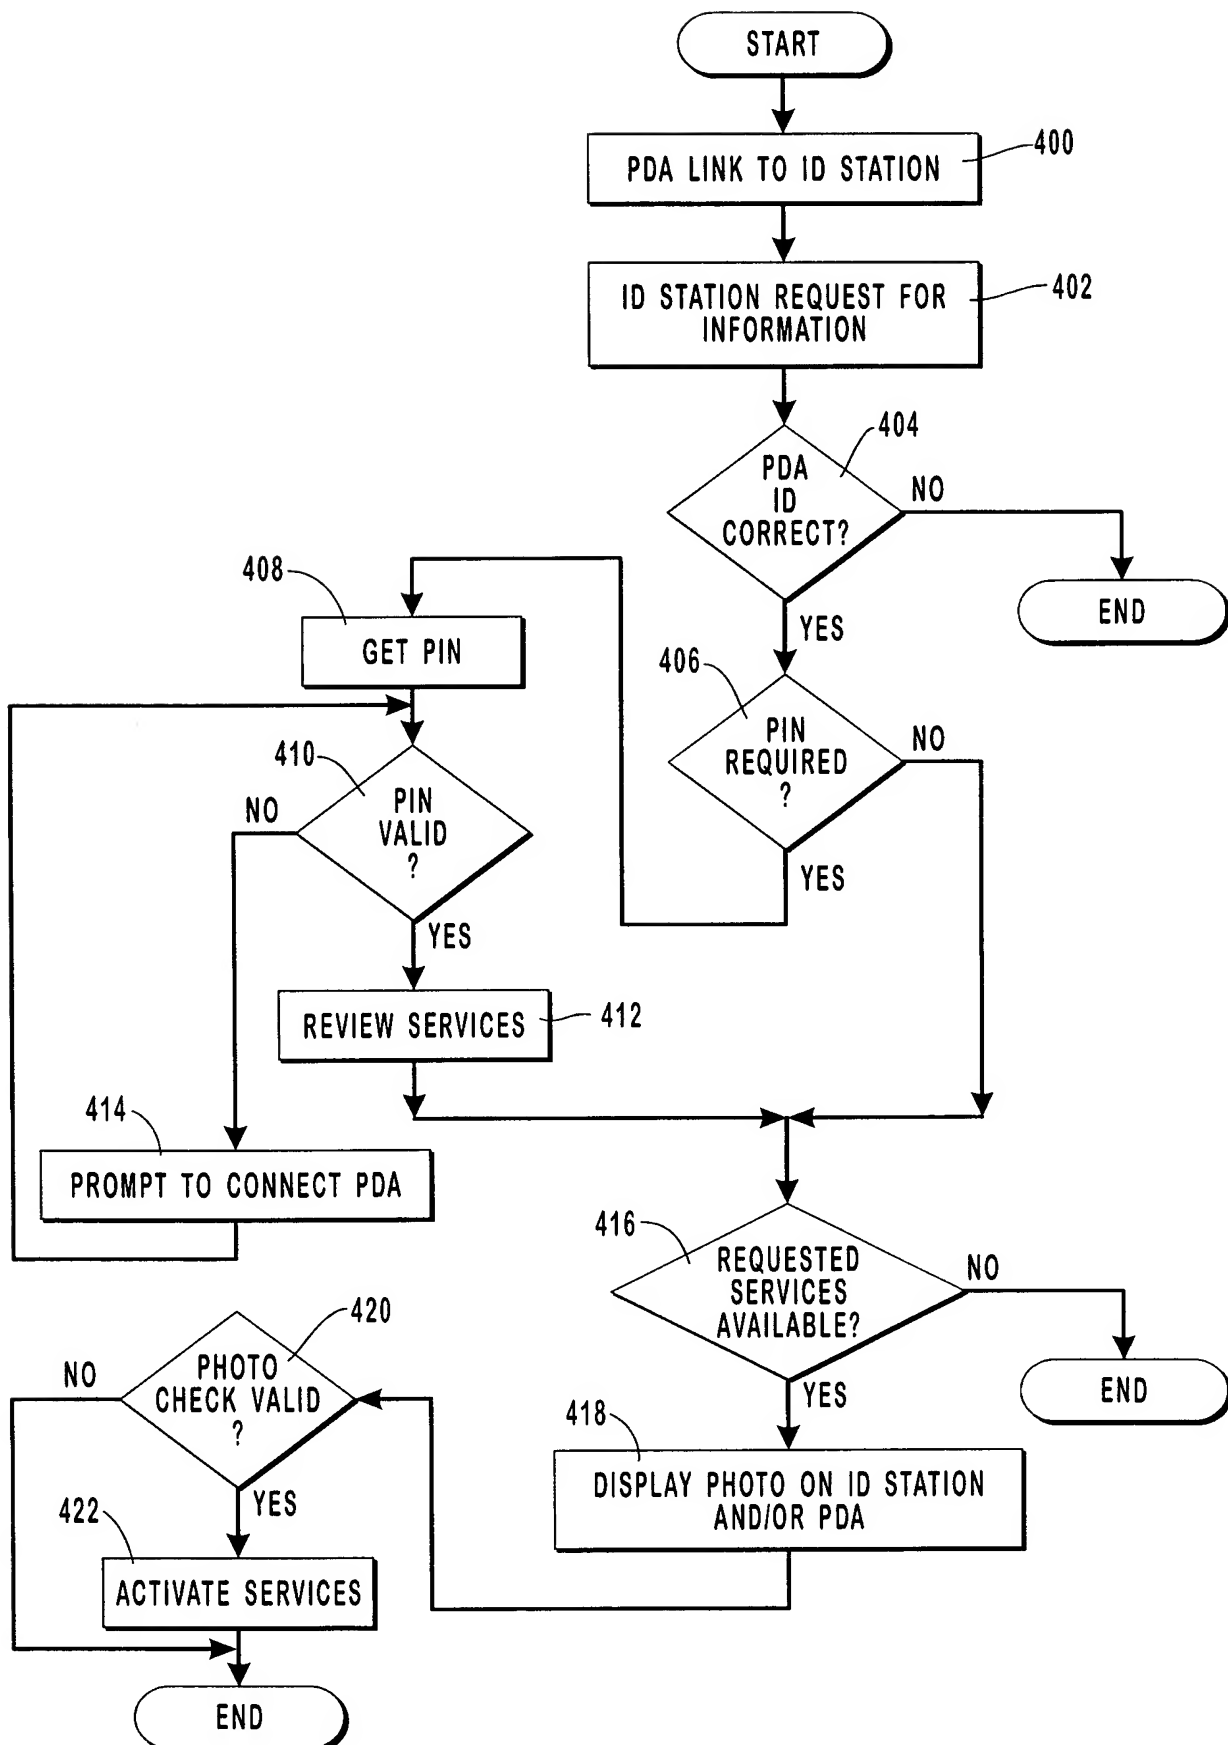 START
PDA LINK TO ID STATION
400
ID STATION REQUEST FOR
INFORMATION
402
PDA
ID
CORRECT?
404
NO
END
YES
408
GET PIN
406
PIN
REQUIRED
?
NO
YES
410
PIN
VALID
?
NO
YES
REVIEW SERVICES
412
414
PROMPT TO CONNECT PDA
416
REQUESTED
SERVICES
AVAILABLE?
NO
END
YES
418
DISPLAY PHOTO ON ID STATION
AND/OR PDA
420
PHOTO
CHECK VALID
?
NO
YES
422
ACTIVATE SERVICES
END